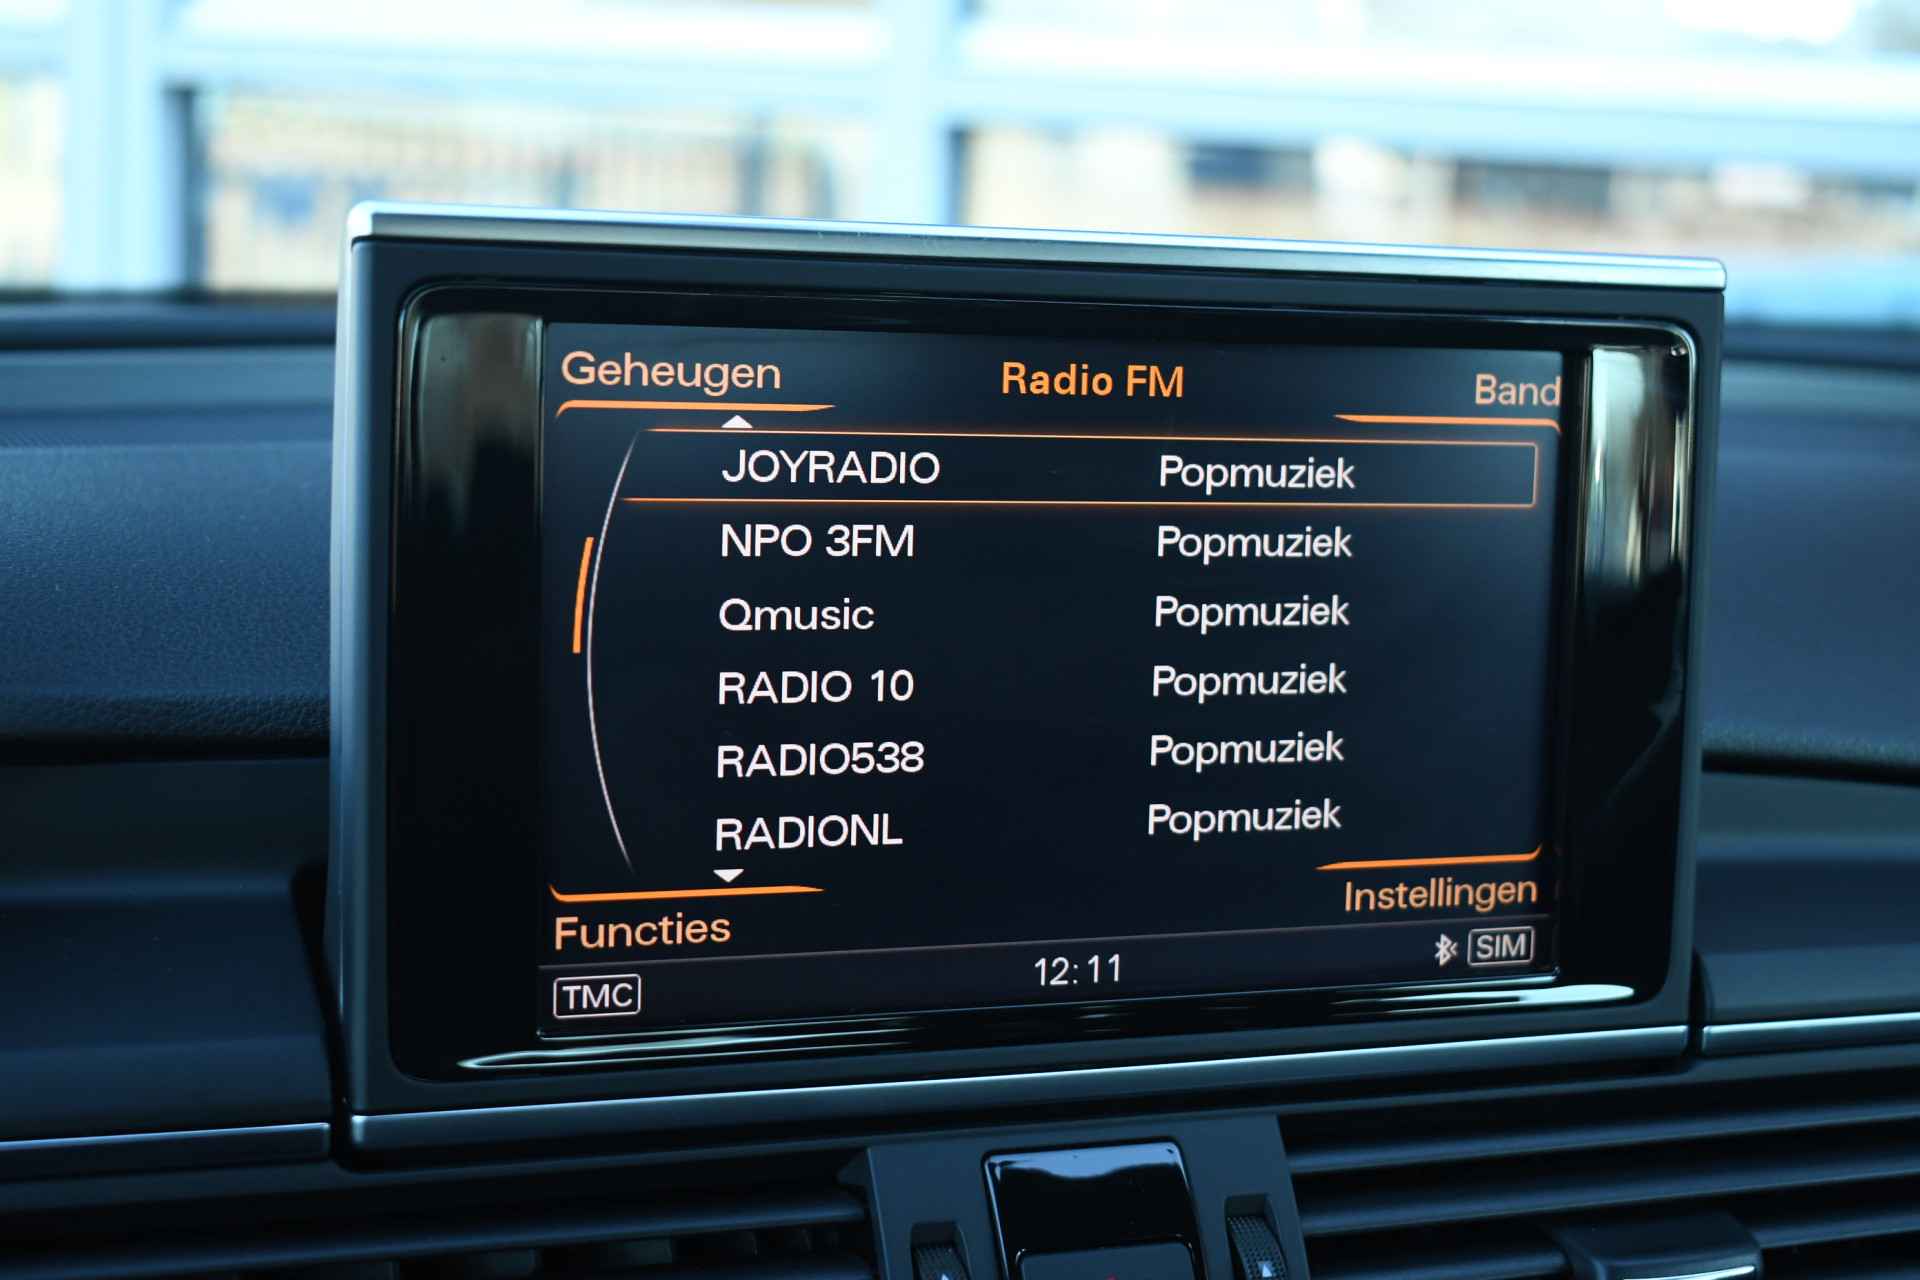 Geheugen Radio FM Band
JOYRADIO Popmuziek
NPO 3FM Popmuziek
Qmusic Popmuziek
RADIO 10 Popmuziek
RADIO538 Popmuziek
RADIONL Popmuziek
Functies Instellingen
TMC 12:11 SIM